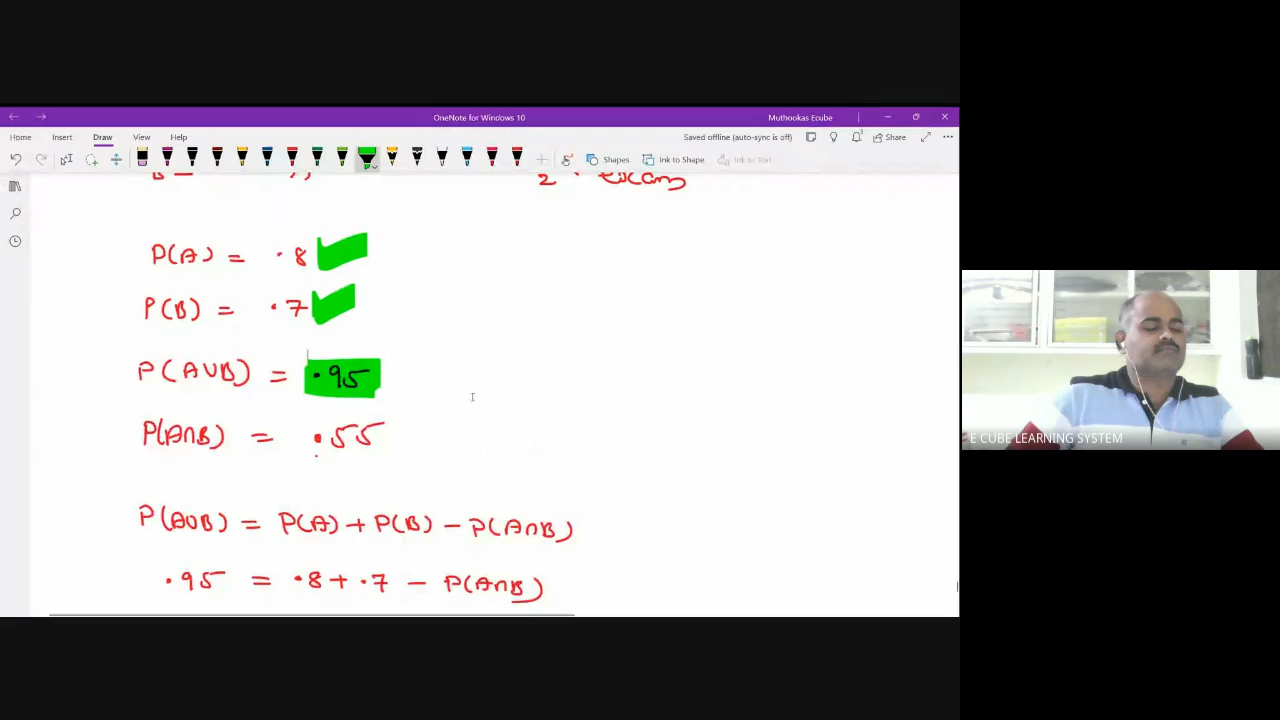 OneNote for Windows 10
Muthookas Ecube
Home Insert Draw View Help
Saved offline (auto-sync is off)
3
Share
Shapes
Ink to Shape
Ink to Text
B
2
P(A) = .8
P(B) = .7
P(A∪B) = .95
P(A∩B) = .55
P(A∪B) = P(A) + P(B) - P(A∩B)
.95 = .8 + .7 - P(A∩B)
E CUBE LEARNING SYSTEM